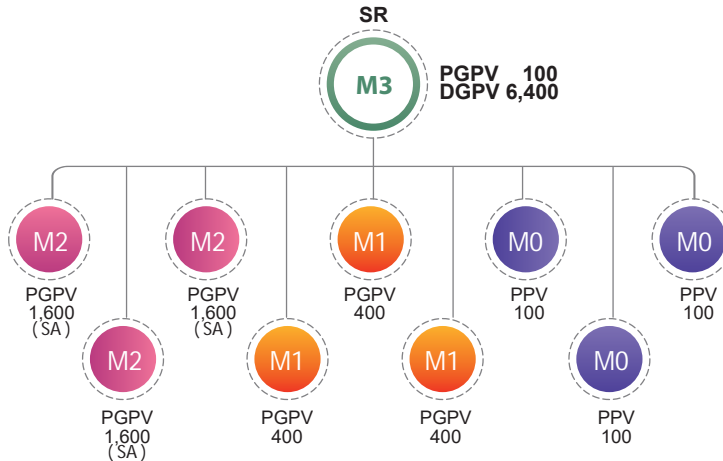 SR
M3
PGPV 100
DGPV 6,400
M2
PGPV
1,600
(SA)
M2
PGPV
1,600
(SA)
M1
PGPV
400
M0
PPV
100
M0
PPV
100
M2
PGPV
1,600
(SA)
M1
PGPV
400
M1
PGPV
400
M0
PPV
100